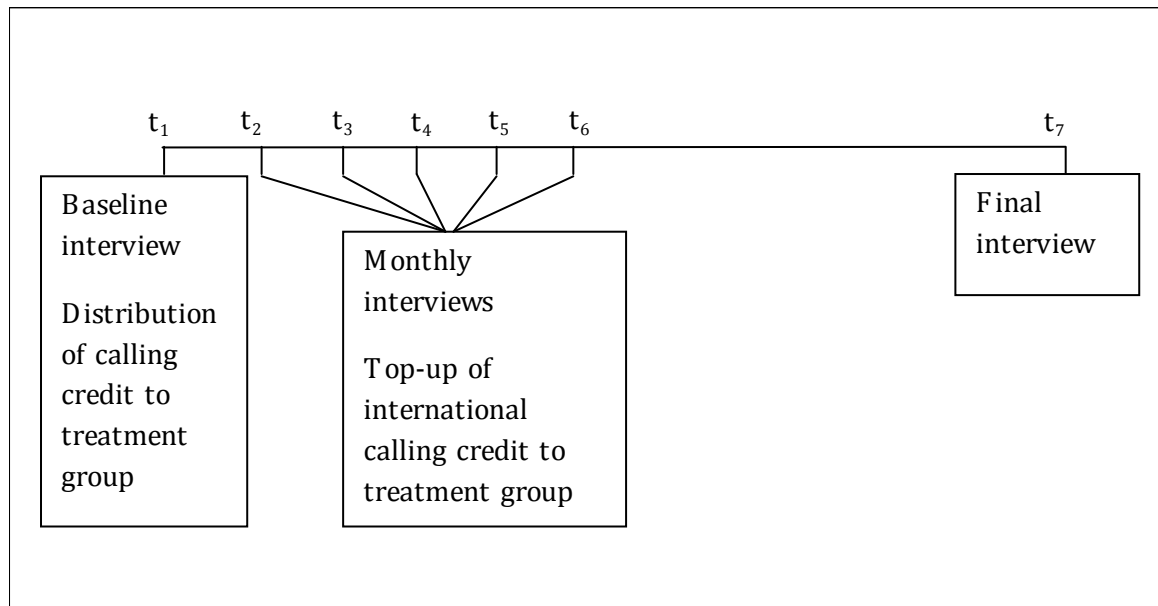 t₁ t₂ t₃ t₄ t₅ t₆ t₇
Baseline
interview
Distribution
of calling
credit to
treatment
group
Monthly
interviews
Top-up of
international
calling credit to
treatment group
Final
interview